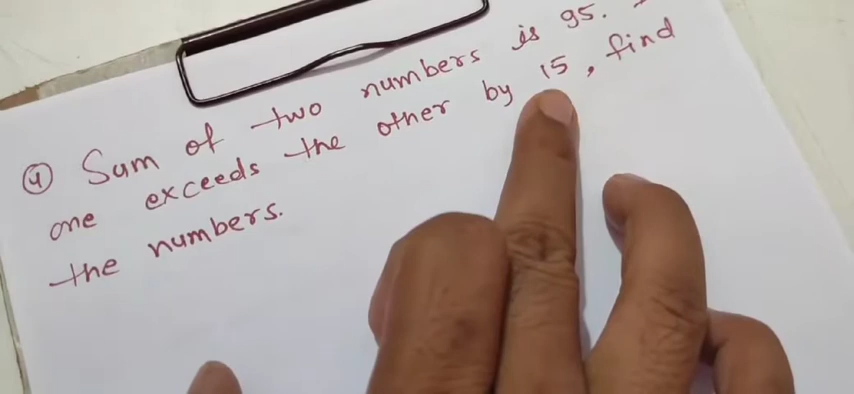 ④ Sum of two numbers is 95.
one exceeds the other by 15, find
the numbers.